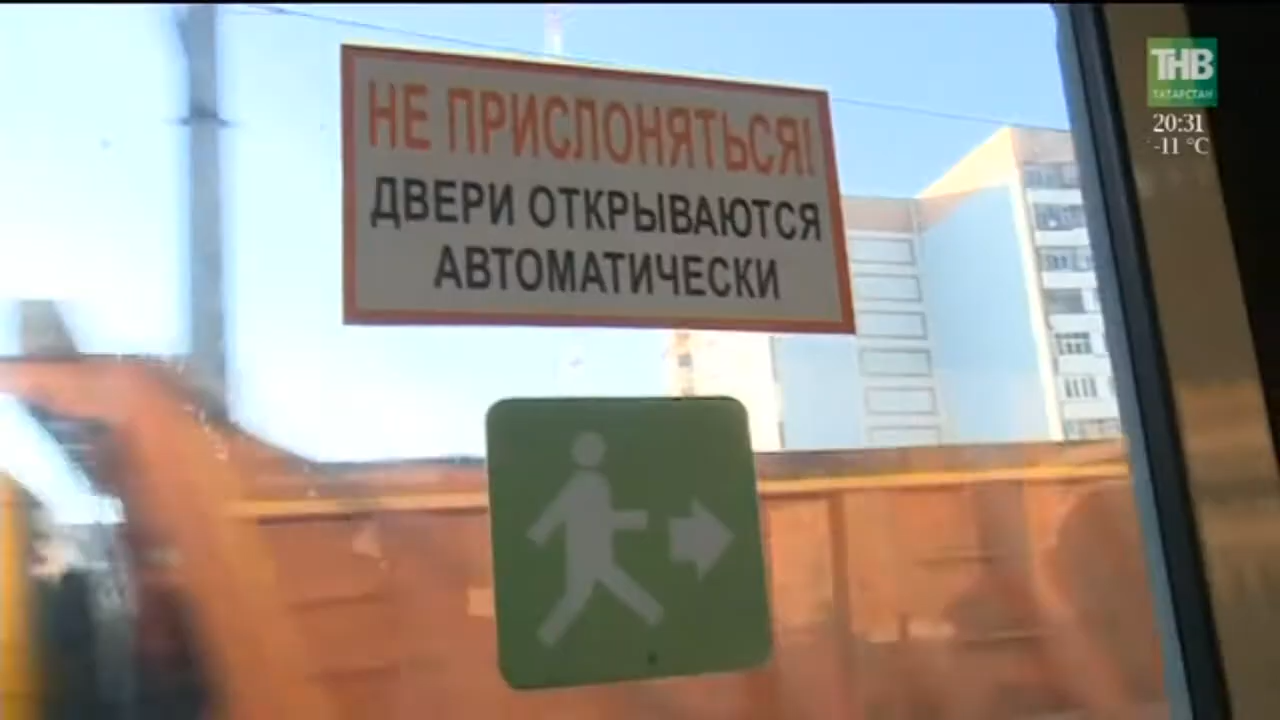 НЕ ПРИСЛОНЯТЬСЯ!
ДВЕРИ ОТКРЫВАЮТСЯ
АВТОМАТИЧЕСКИ
ТНВ
ТАТАРСТАН
20:31
-11 °C